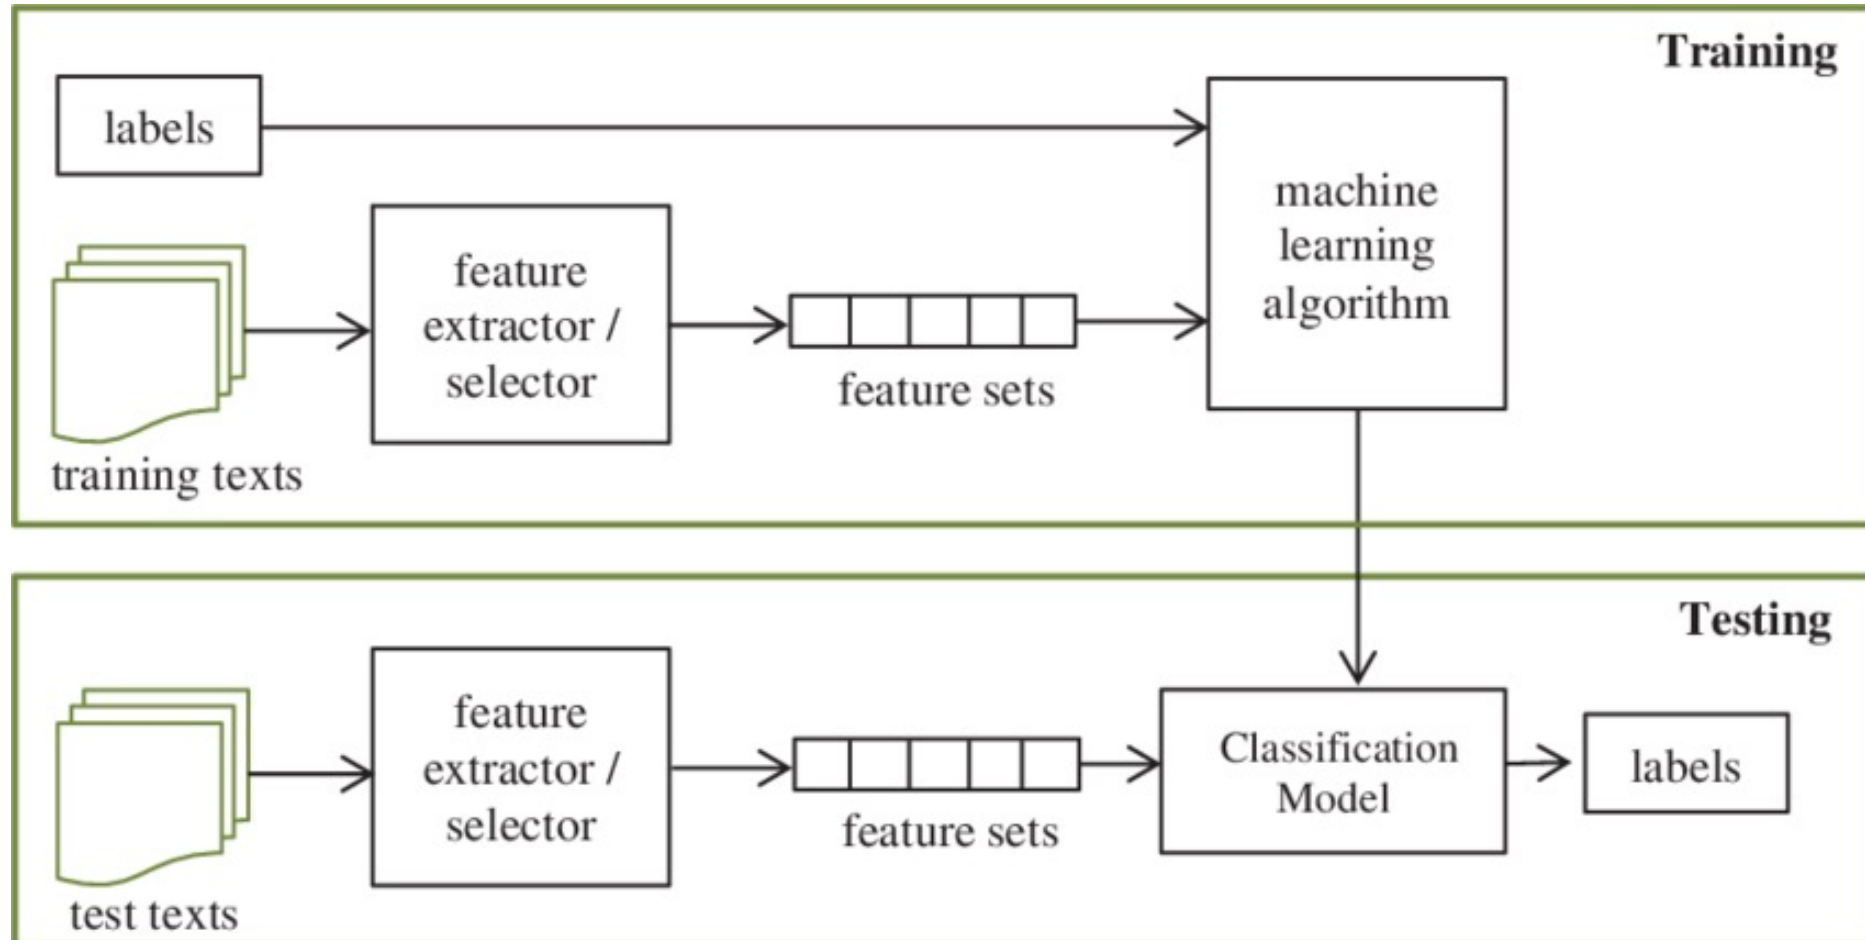 Training
labels
machine
learning
algorithm
feature
extractor /
selector
feature sets
training texts
Testing
feature
extractor /
selector
feature sets
Classification
Model
labels
test texts